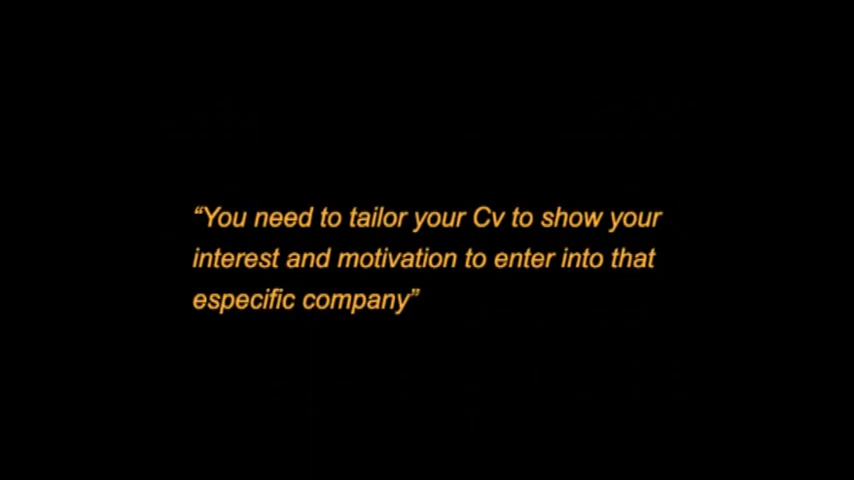 “You need to tailor your Cv to show your
interest and motivation to enter into that
especific company”